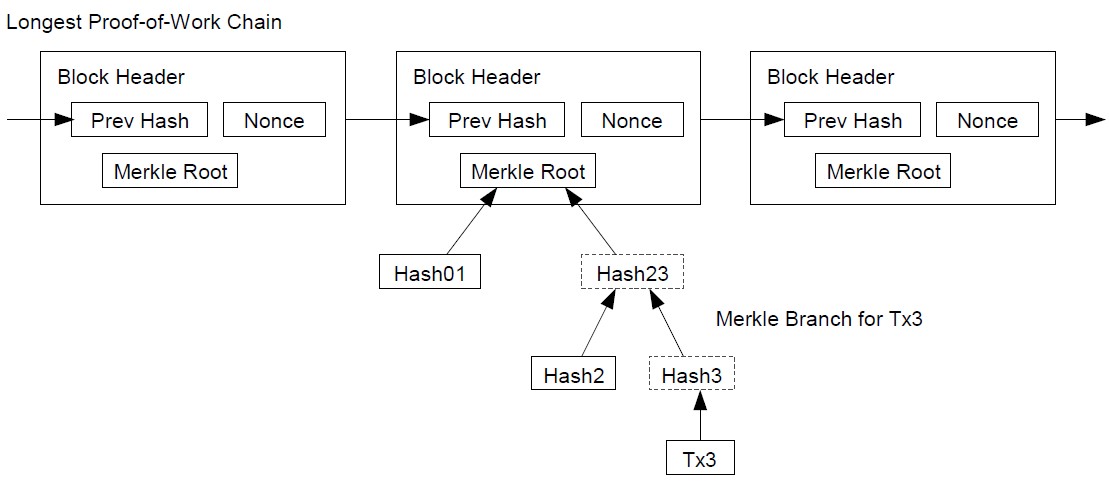 Longest Proof-of-Work Chain
Block Header
Prev Hash
Nonce
Merkle Root
Block Header
Prev Hash
Nonce
Merkle Root
Block Header
Prev Hash
Nonce
Merkle Root
Hash01
Hash23
Merkle Branch for Tx3
Hash2
Hash3
Tx3